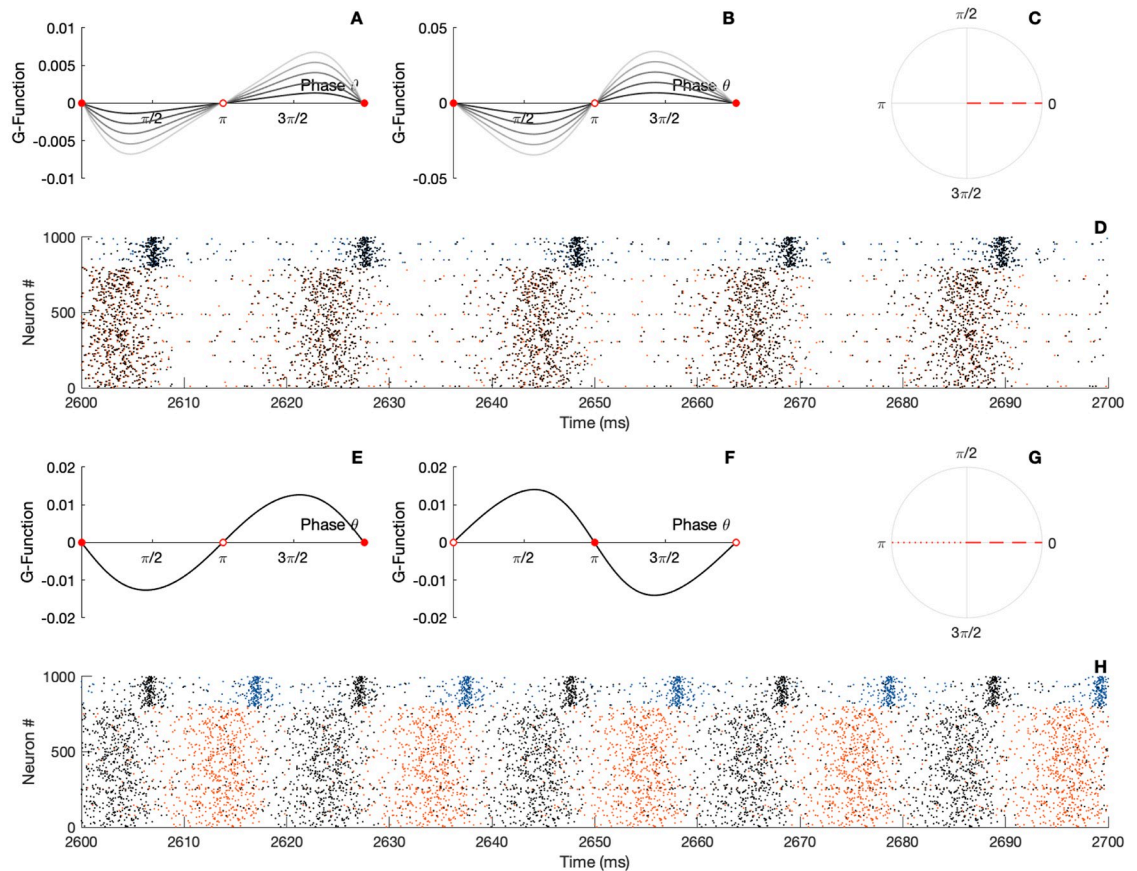 A
B
C
0.01
0.005
0
-0.005
-0.01
G-Function
π/2
π
3π/2
Phase
0.05
0
-0.05
G-Function
π/2
π
3π/2
Phase θ
π/2
π
0
3π/2
D
1000
500
0
Neuron #
2600 2610 2620 2630 2640 2650 2660 2670 2680 2690 2700
Time (ms)
E
F
G
0.02
0.01
0
-0.01
-0.02
G-Function
π/2
π
3π/2
Phase θ
0.02
0.01
0
-0.01
-0.02
G-Function
π/2
π
3π/2
Phase θ
π/2
π
0
3π/2
H
1000
500
0
Neuron #
2600 2610 2620 2630 2640 2650 2660 2670 2680 2690 2700
Time (ms)